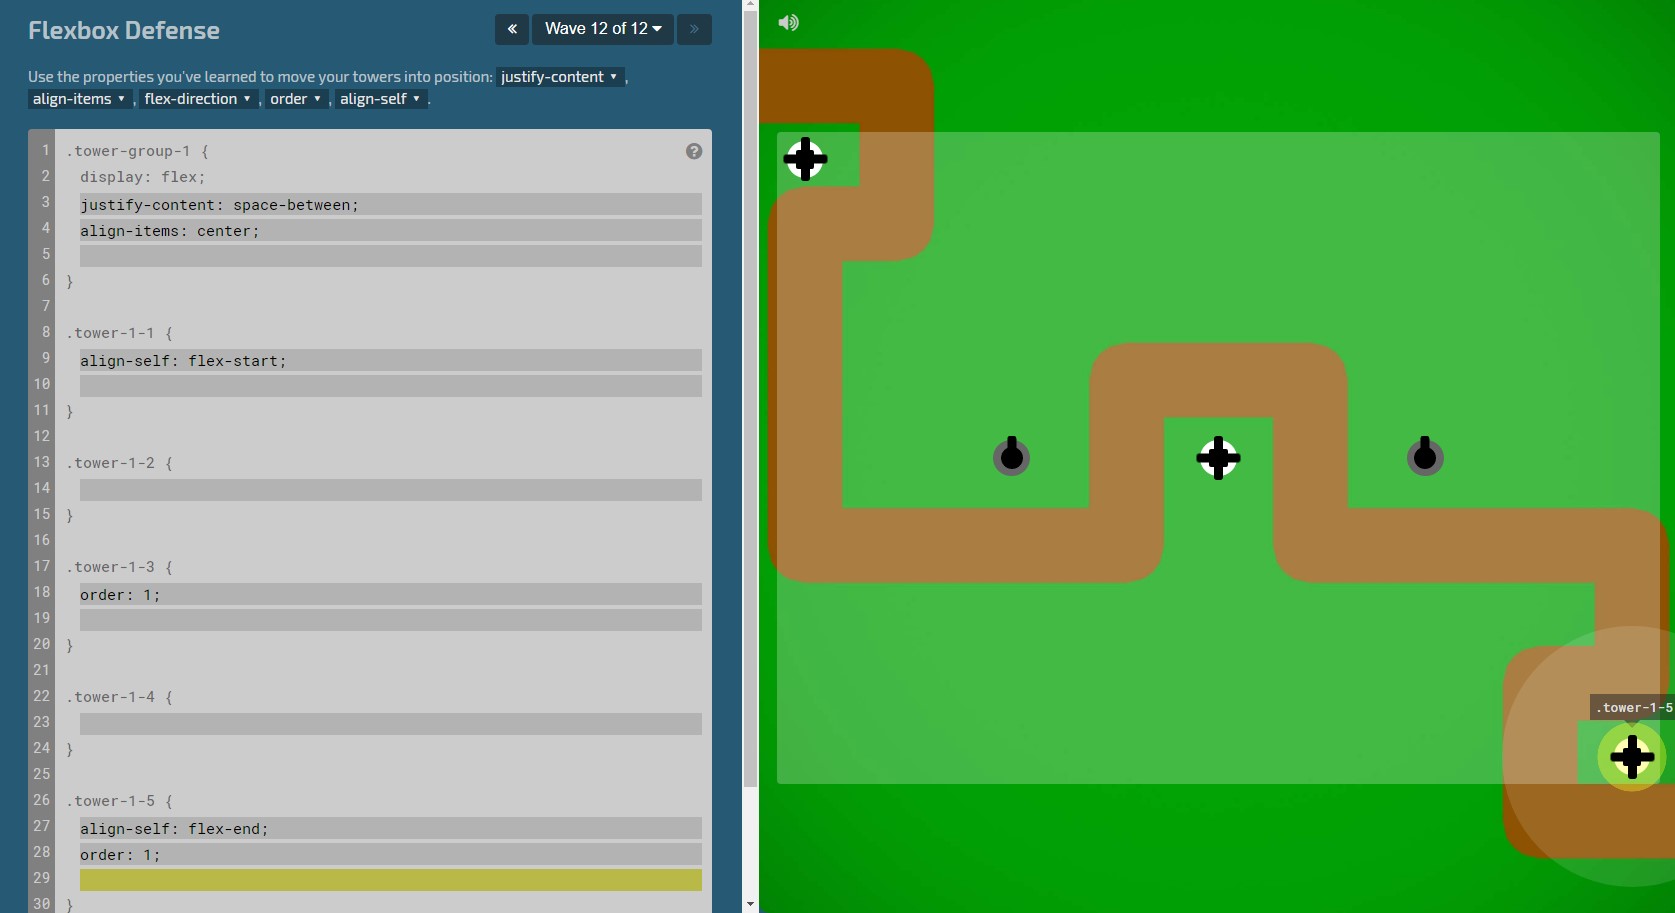 Flexbox Defense
« Wave 12 of 12 »
Use the properties you've learned to move your towers into position: justify-content ▼ ,
align-items ▼ , flex-direction ▼ , order ▼ , align-self ▼ .
1 .tower-group-1 { ?
2 display: flex;
3 justify-content: space-between;
4 align-items: center;
5
6 }
7
8 .tower-1-1 {
9 align-self: flex-start;
10
11 }
12
13 .tower-1-2 {
14
15 }
16
17 .tower-1-3 {
18 order: 1;
19
20 }
21
22 .tower-1-4 {
23
24 }
25
26 .tower-1-5 {
27 align-self: flex-end;
28 order: 1;
29
30 }
.tower-1-5